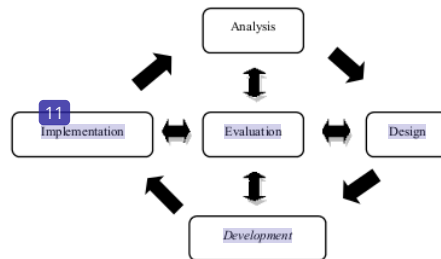 Analysis
11
Implementation
Evaluation
Design
Development